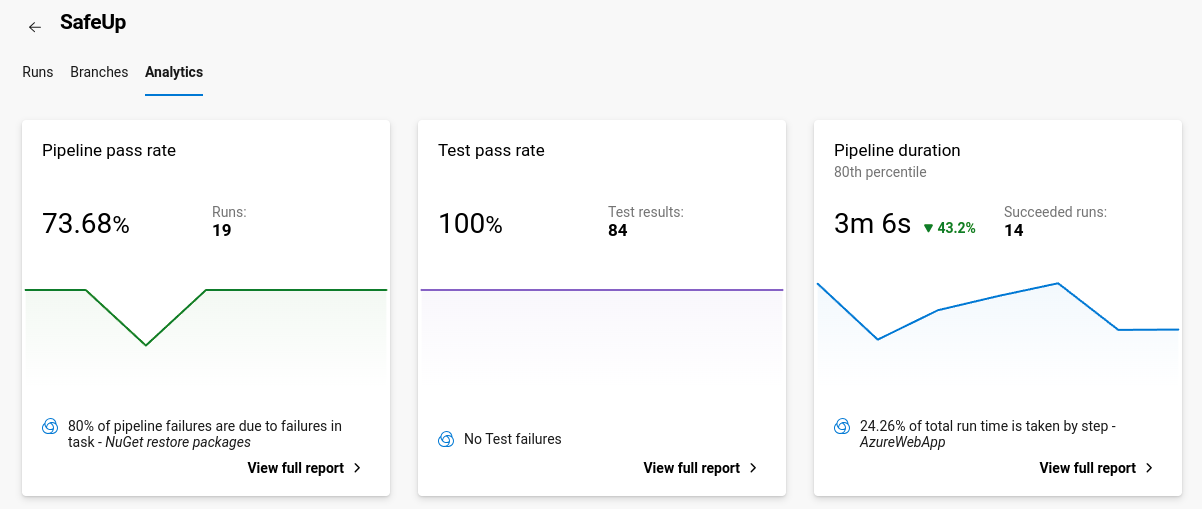 SafeUp
Runs Branches Analytics
Pipeline pass rate
73.68%
Runs:
19
80% of pipeline failures are due to failures in
task - NuGet restore packages
View full report
Test pass rate
100%
Test results:
84
No Test failures
View full report
Pipeline duration
80th percentile
3m 6s
43.2%
Succeeded runs:
14
24.26% of total run time is taken by step -
AzureWebApp
View full report